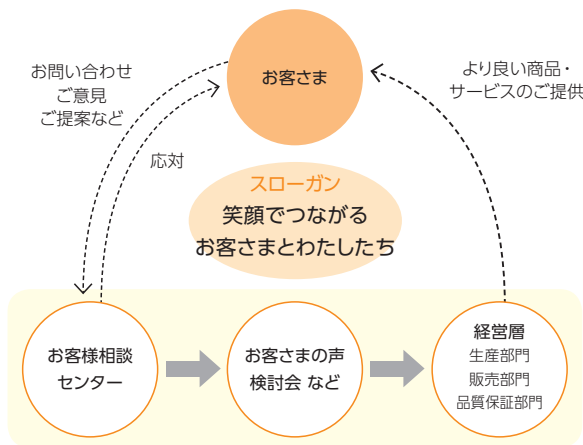 お客さま
お問い合わせ
ご意見
ご提案など
応対
より良い商品・
サービスのご提供
スローガン
笑顔でつながる
お客さまとわたしたち
お客様相談
センター
お客さまの声
検討会 など
経営層
生産部門
販売部門
品質保証部門